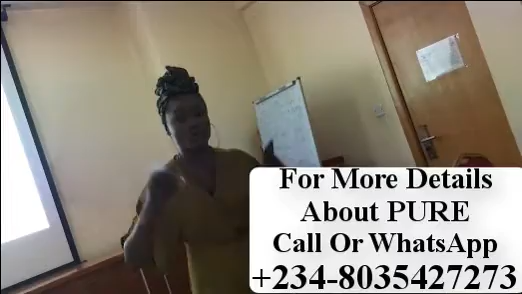 For More Details
About PURE
Call Or WhatsApp
+234-8035427273